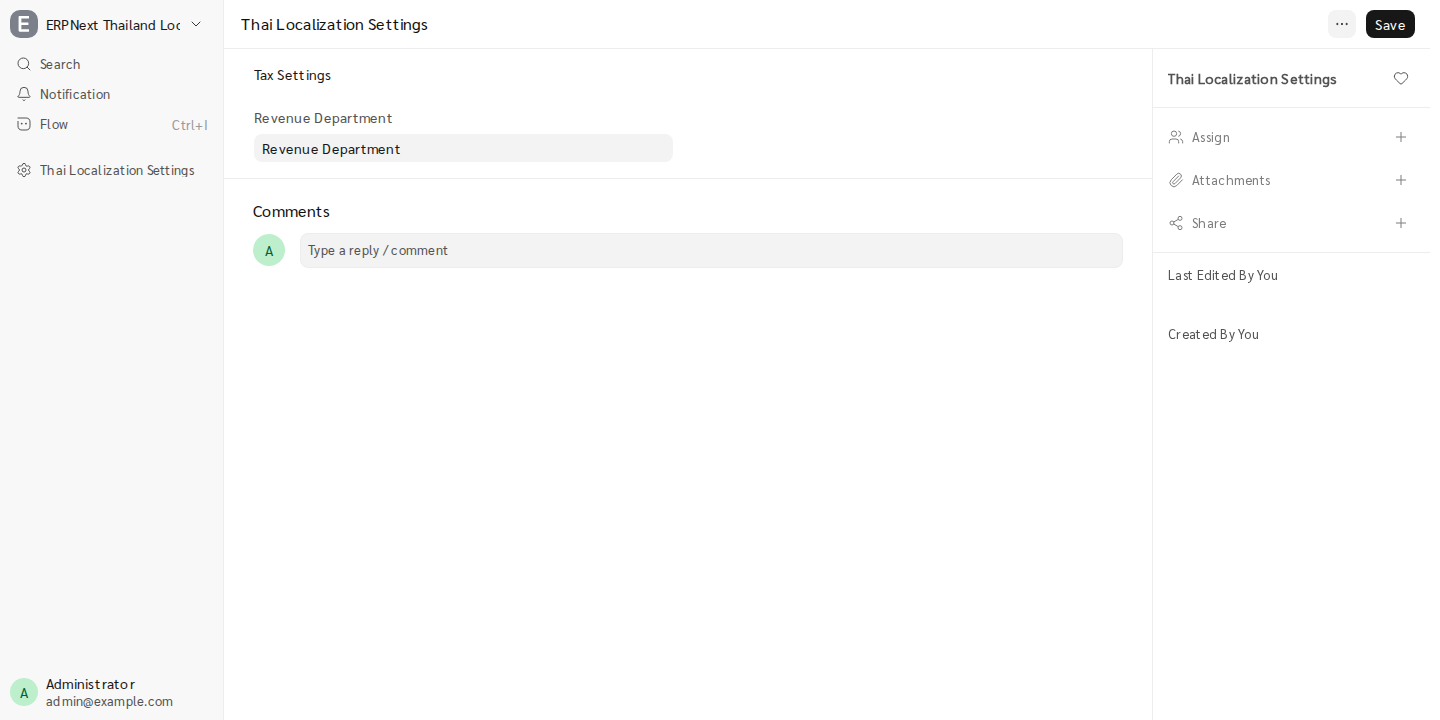 E
ERPNext Thailand Loc
Search
Notification
Flow
Ctrl+I
Thai Localization Settings
Administrator
admin@example.com
A
Thai Localization Settings
Save
Tax Settings
Revenue Department
Revenue Department
Comments
A
Type a reply / comment
Thai Localization Settings
Assign
Attachments
Share
Last Edited By You
Created By You